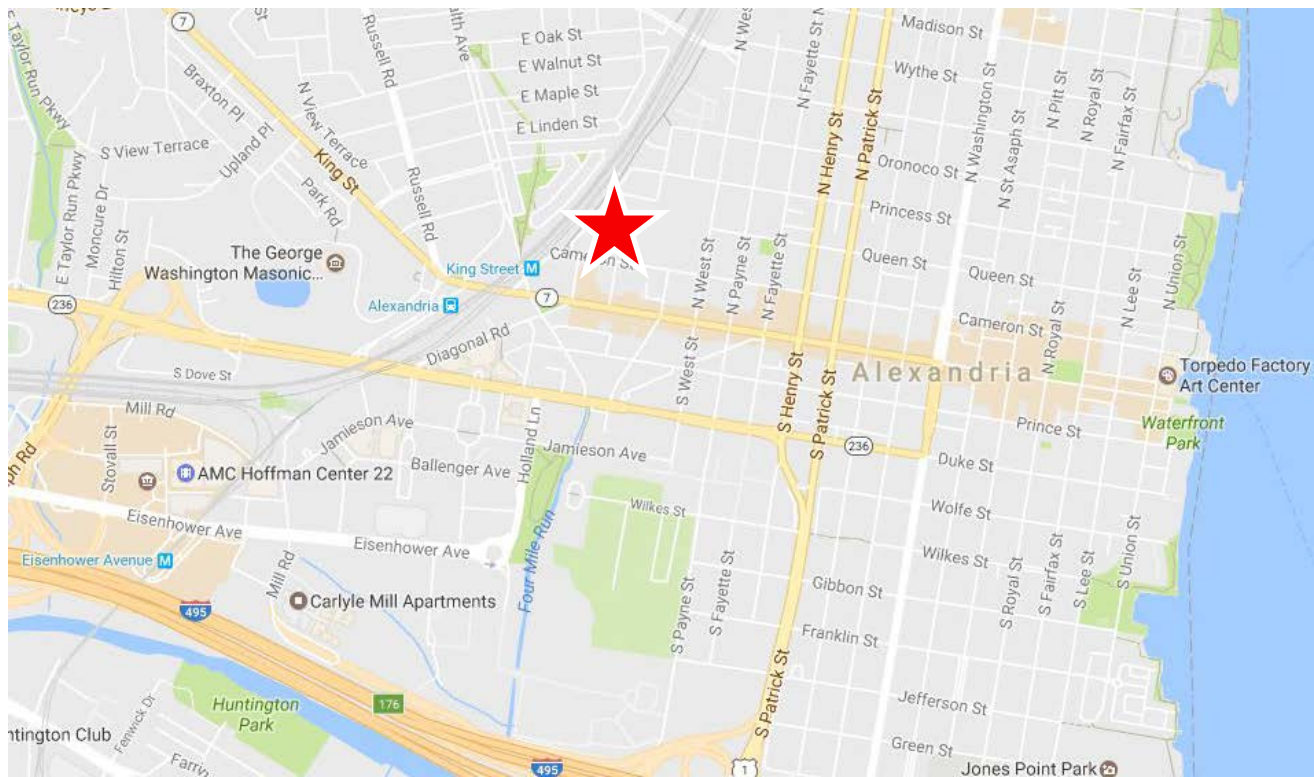 7
Russell Rd
E Oak St
E Walnut St
E Maple St
E Linden St
Madison St
Wythe St
N Fayette St
N Washington St
N Pitt St
N Royal St
N Fairfax St
N St Asaph St
E Taylor Run Pkwy
Braxton Pl
N View Terrace
S View Terrace
Upland Pl
King St
Park Rd
Russell Rd
N Henry St
N Patrick St
Oronoco St
Princess St
Queen St
Queen St
E Taylor Run Pkwy
Moncure Dr
Hilton St
The George
Washington Masonic...
King Street M
Cameron St
Alexandria
7
236
N West St
N Payne St
N Fayette St
Cameron St
N Royal St
N Lee St
N Union St
Diagonal Rd
S Dove St
S West St
S Henry St
S Patrick St
Alexandria
Torpedo Factory
Art Center
Waterfront
Park
Prince St
Mill Rd
Jamieson Ave
Holland Ln
Jamieson Ave
236
Duke St
Stovall St
AMC Hoffman Center 22
Ballenger Ave
Wolfe St
Wilkes St
Eisenhower Ave
Eisenhower Ave
Wilkes St
Eisenhower Avenue M
Mill Rd
Four Mile Run
S Payne St
S Fayette St
Gibbon St
S Royal St
S Fairfax St
S Lee St
S Union St
495
Carlyle Mill Apartments
Franklin St
Huntington
Park
176
S Patrick St
Jefferson St
ntington Club
Fenwick Dr
Green St
495
1
Jones Point Park